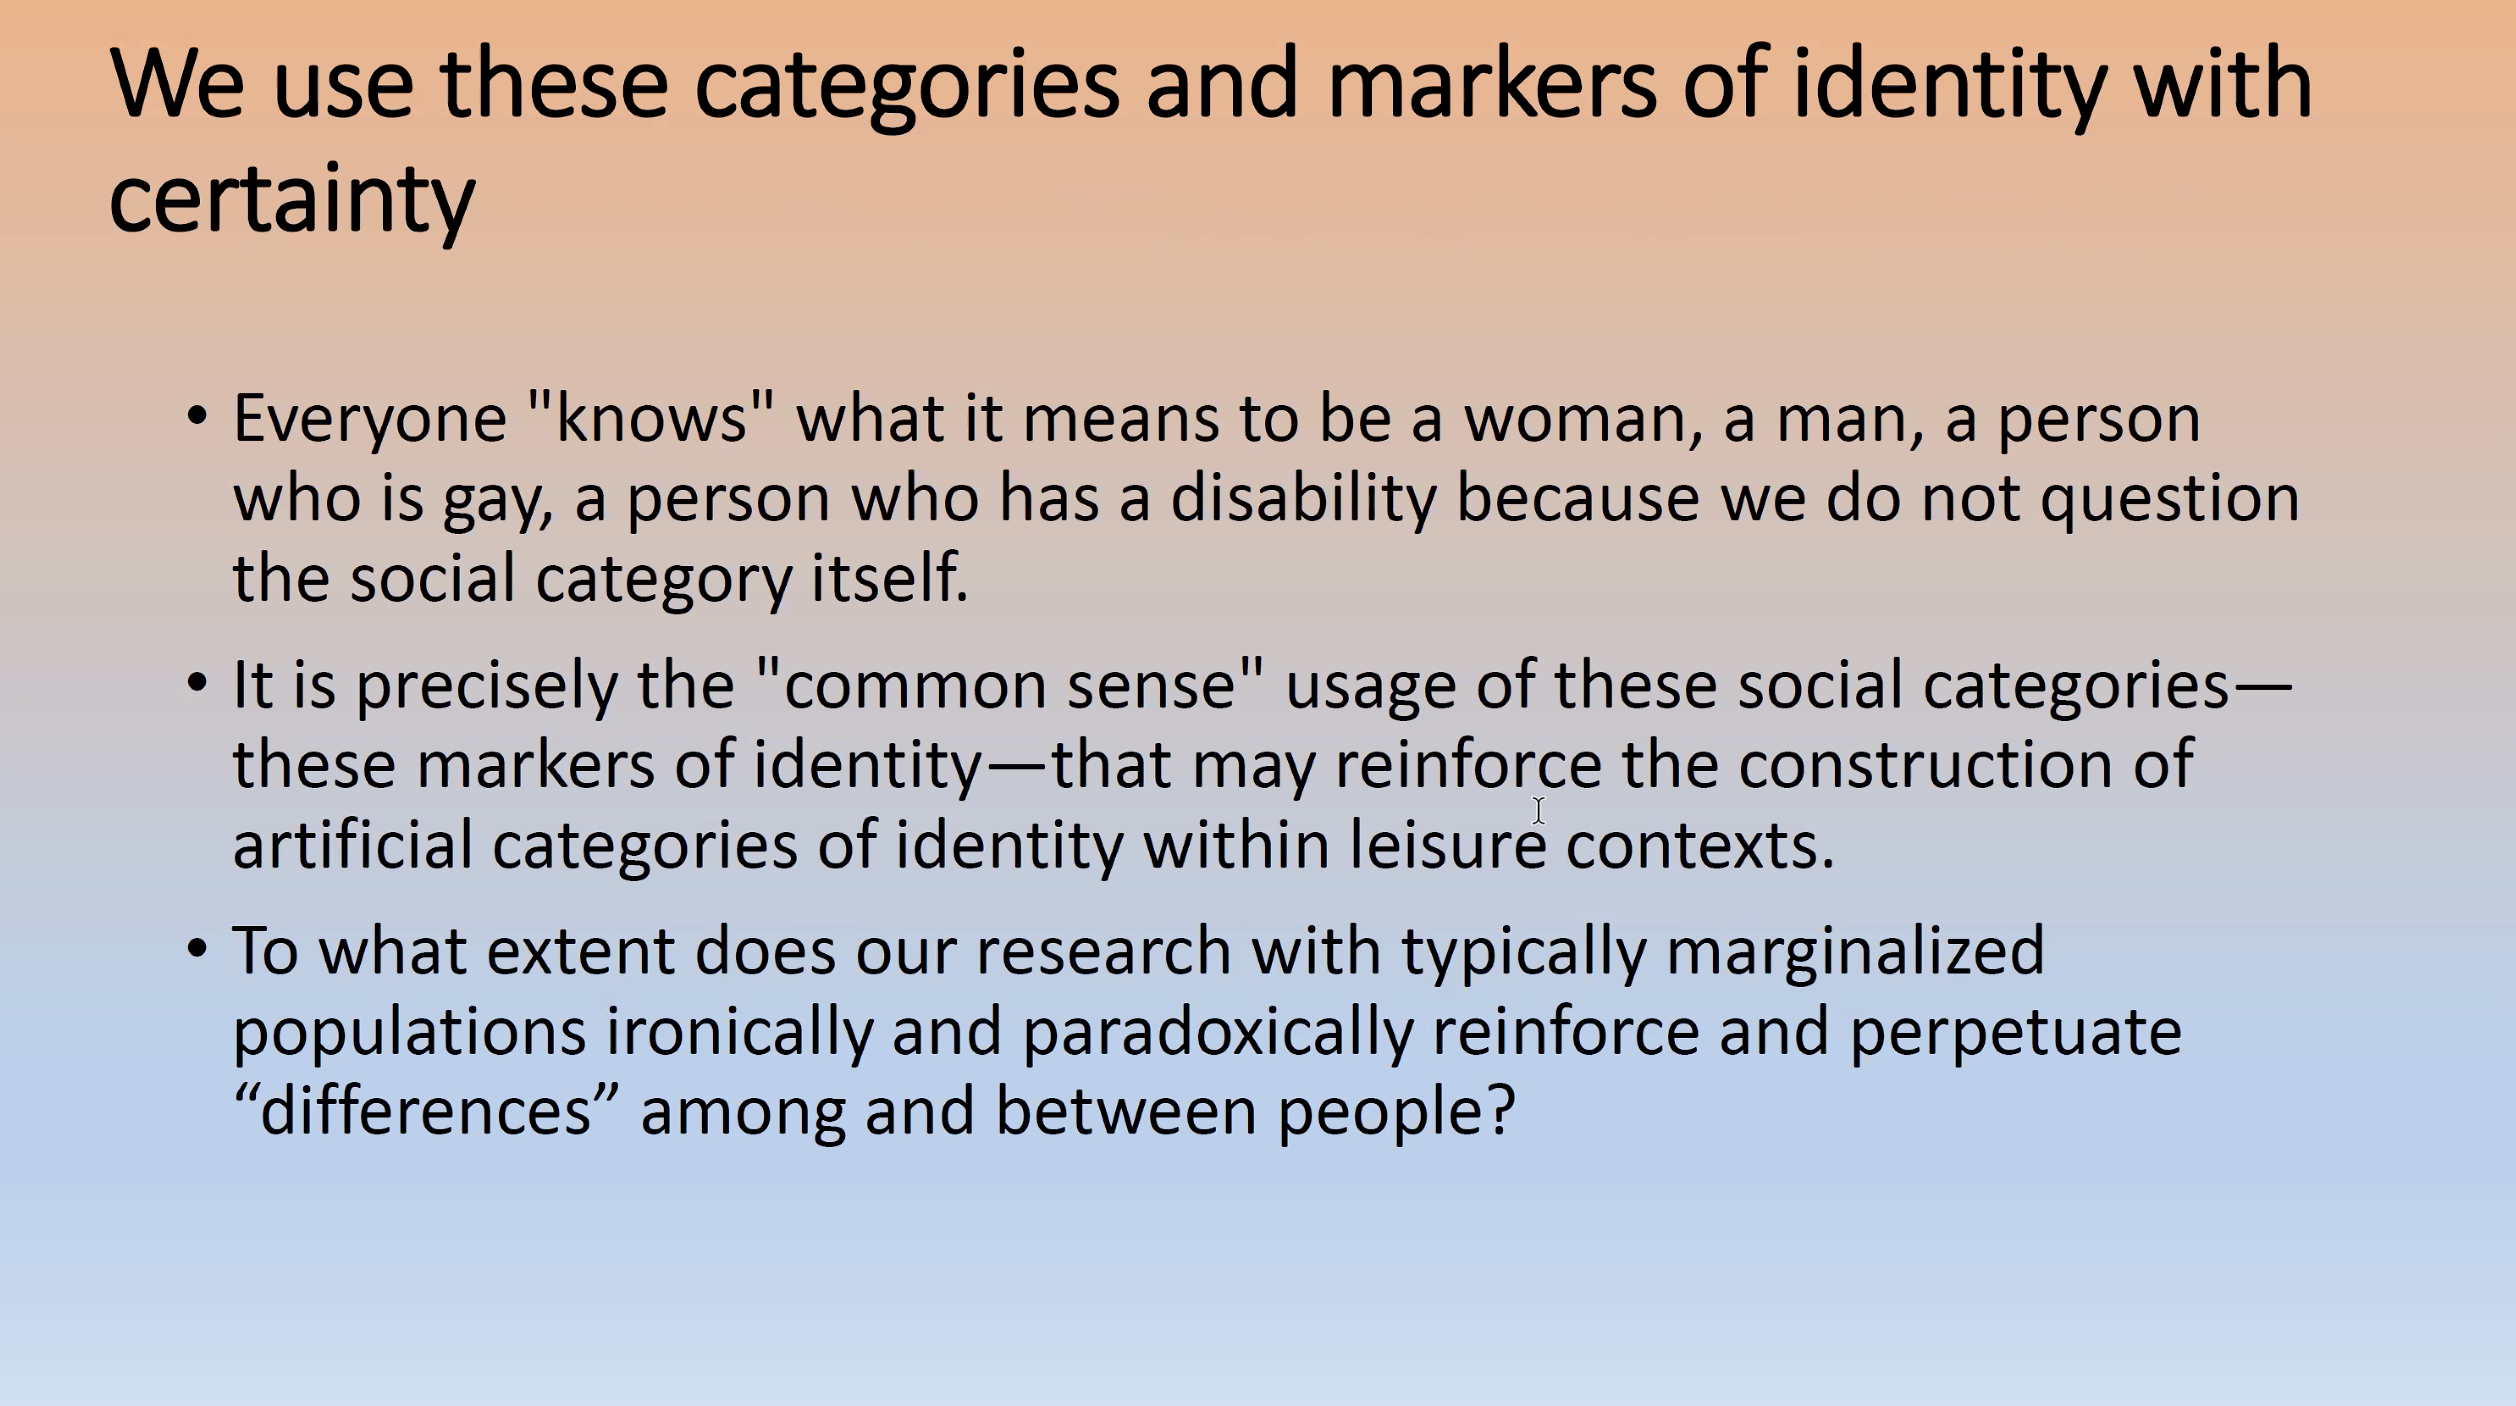 We use these categories and markers of identity with
certainty
• Everyone "knows" what it means to be a woman, a man, a person
who is gay, a person who has a disability because we do not question
the social category itself.
• It is precisely the "common sense" usage of these social categories—
these markers of identity—that may reinforce the construction of
artificial categories of identity within leisure contexts.
• To what extent does our research with typically marginalized
populations ironically and paradoxically reinforce and perpetuate
“differences” among and between people?